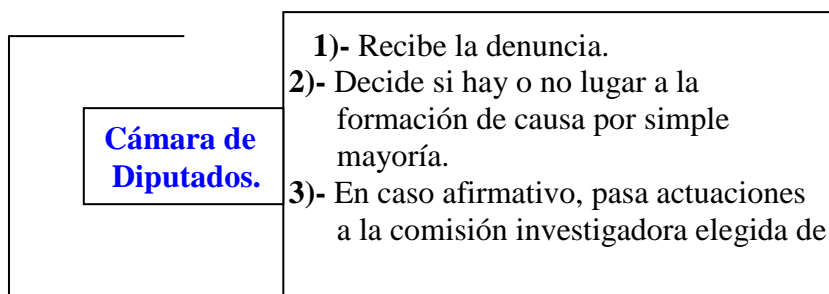 Cámara de
Diputados.
1)- Recibe la denuncia.
2)- Decide si hay o no lugar a la
formación de causa por simple
mayoría.
3)- En caso afirmativo, pasa actuaciones
a la comisión investigadora elegida de